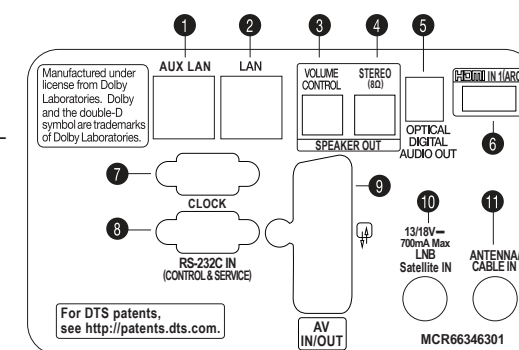 1
2
3
4
5
AUX LAN
LAN
VOLUME
CONTROL
STEREO
(8Ω)
SPEAKER OUT
Manufactured under
license from Dolby
Laboratories. Dolby
and the double-D
symbol are trademarks
of Dolby Laboratories.
OPTICAL
DIGITAL
AUDIO OUT
HDMI IN 1(ARC
6
7
CLOCK
8
RS-232C IN
(CONTROL & SERVICE)
9
AV
IN/OUT
10
13/18V
700mA Max
LNB
Satellite IN
11
ANTENNA/
CABLE IN
For DTS patents,
see http://patents.dts.com.
MCR66346301